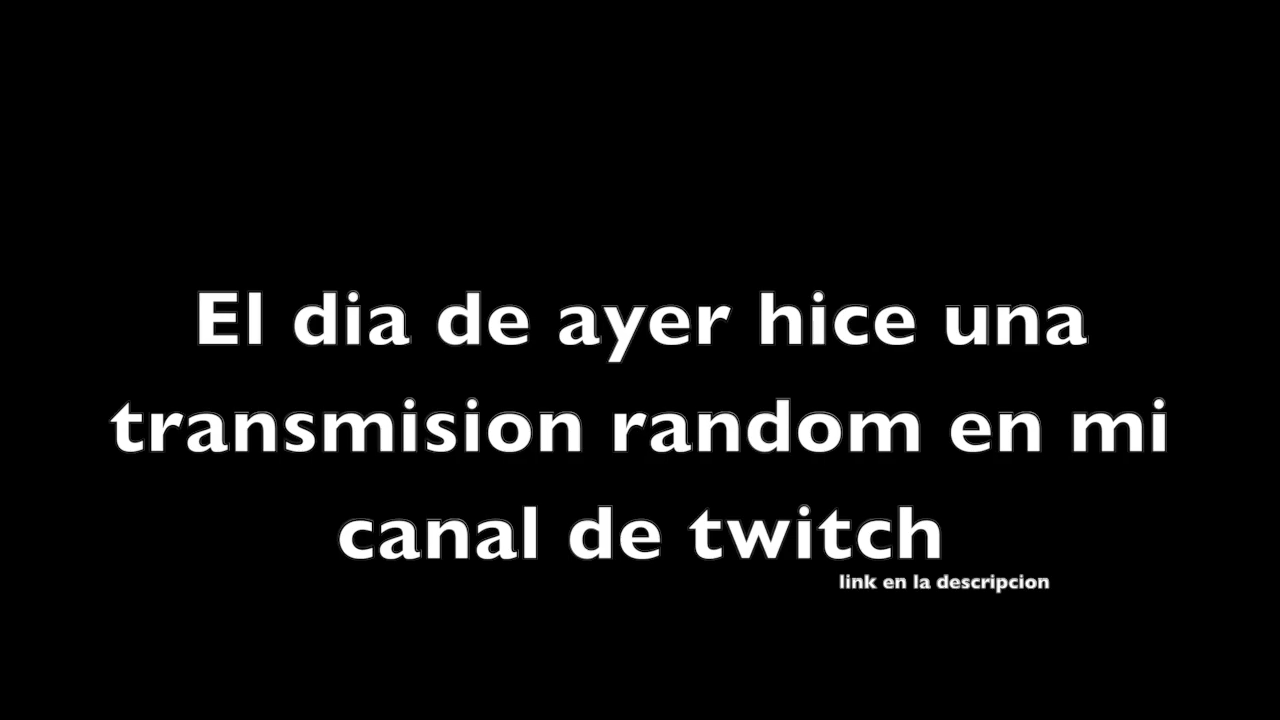 El dia de ayer hice una
transmision random en mi
canal de twitch
link en la descripcion